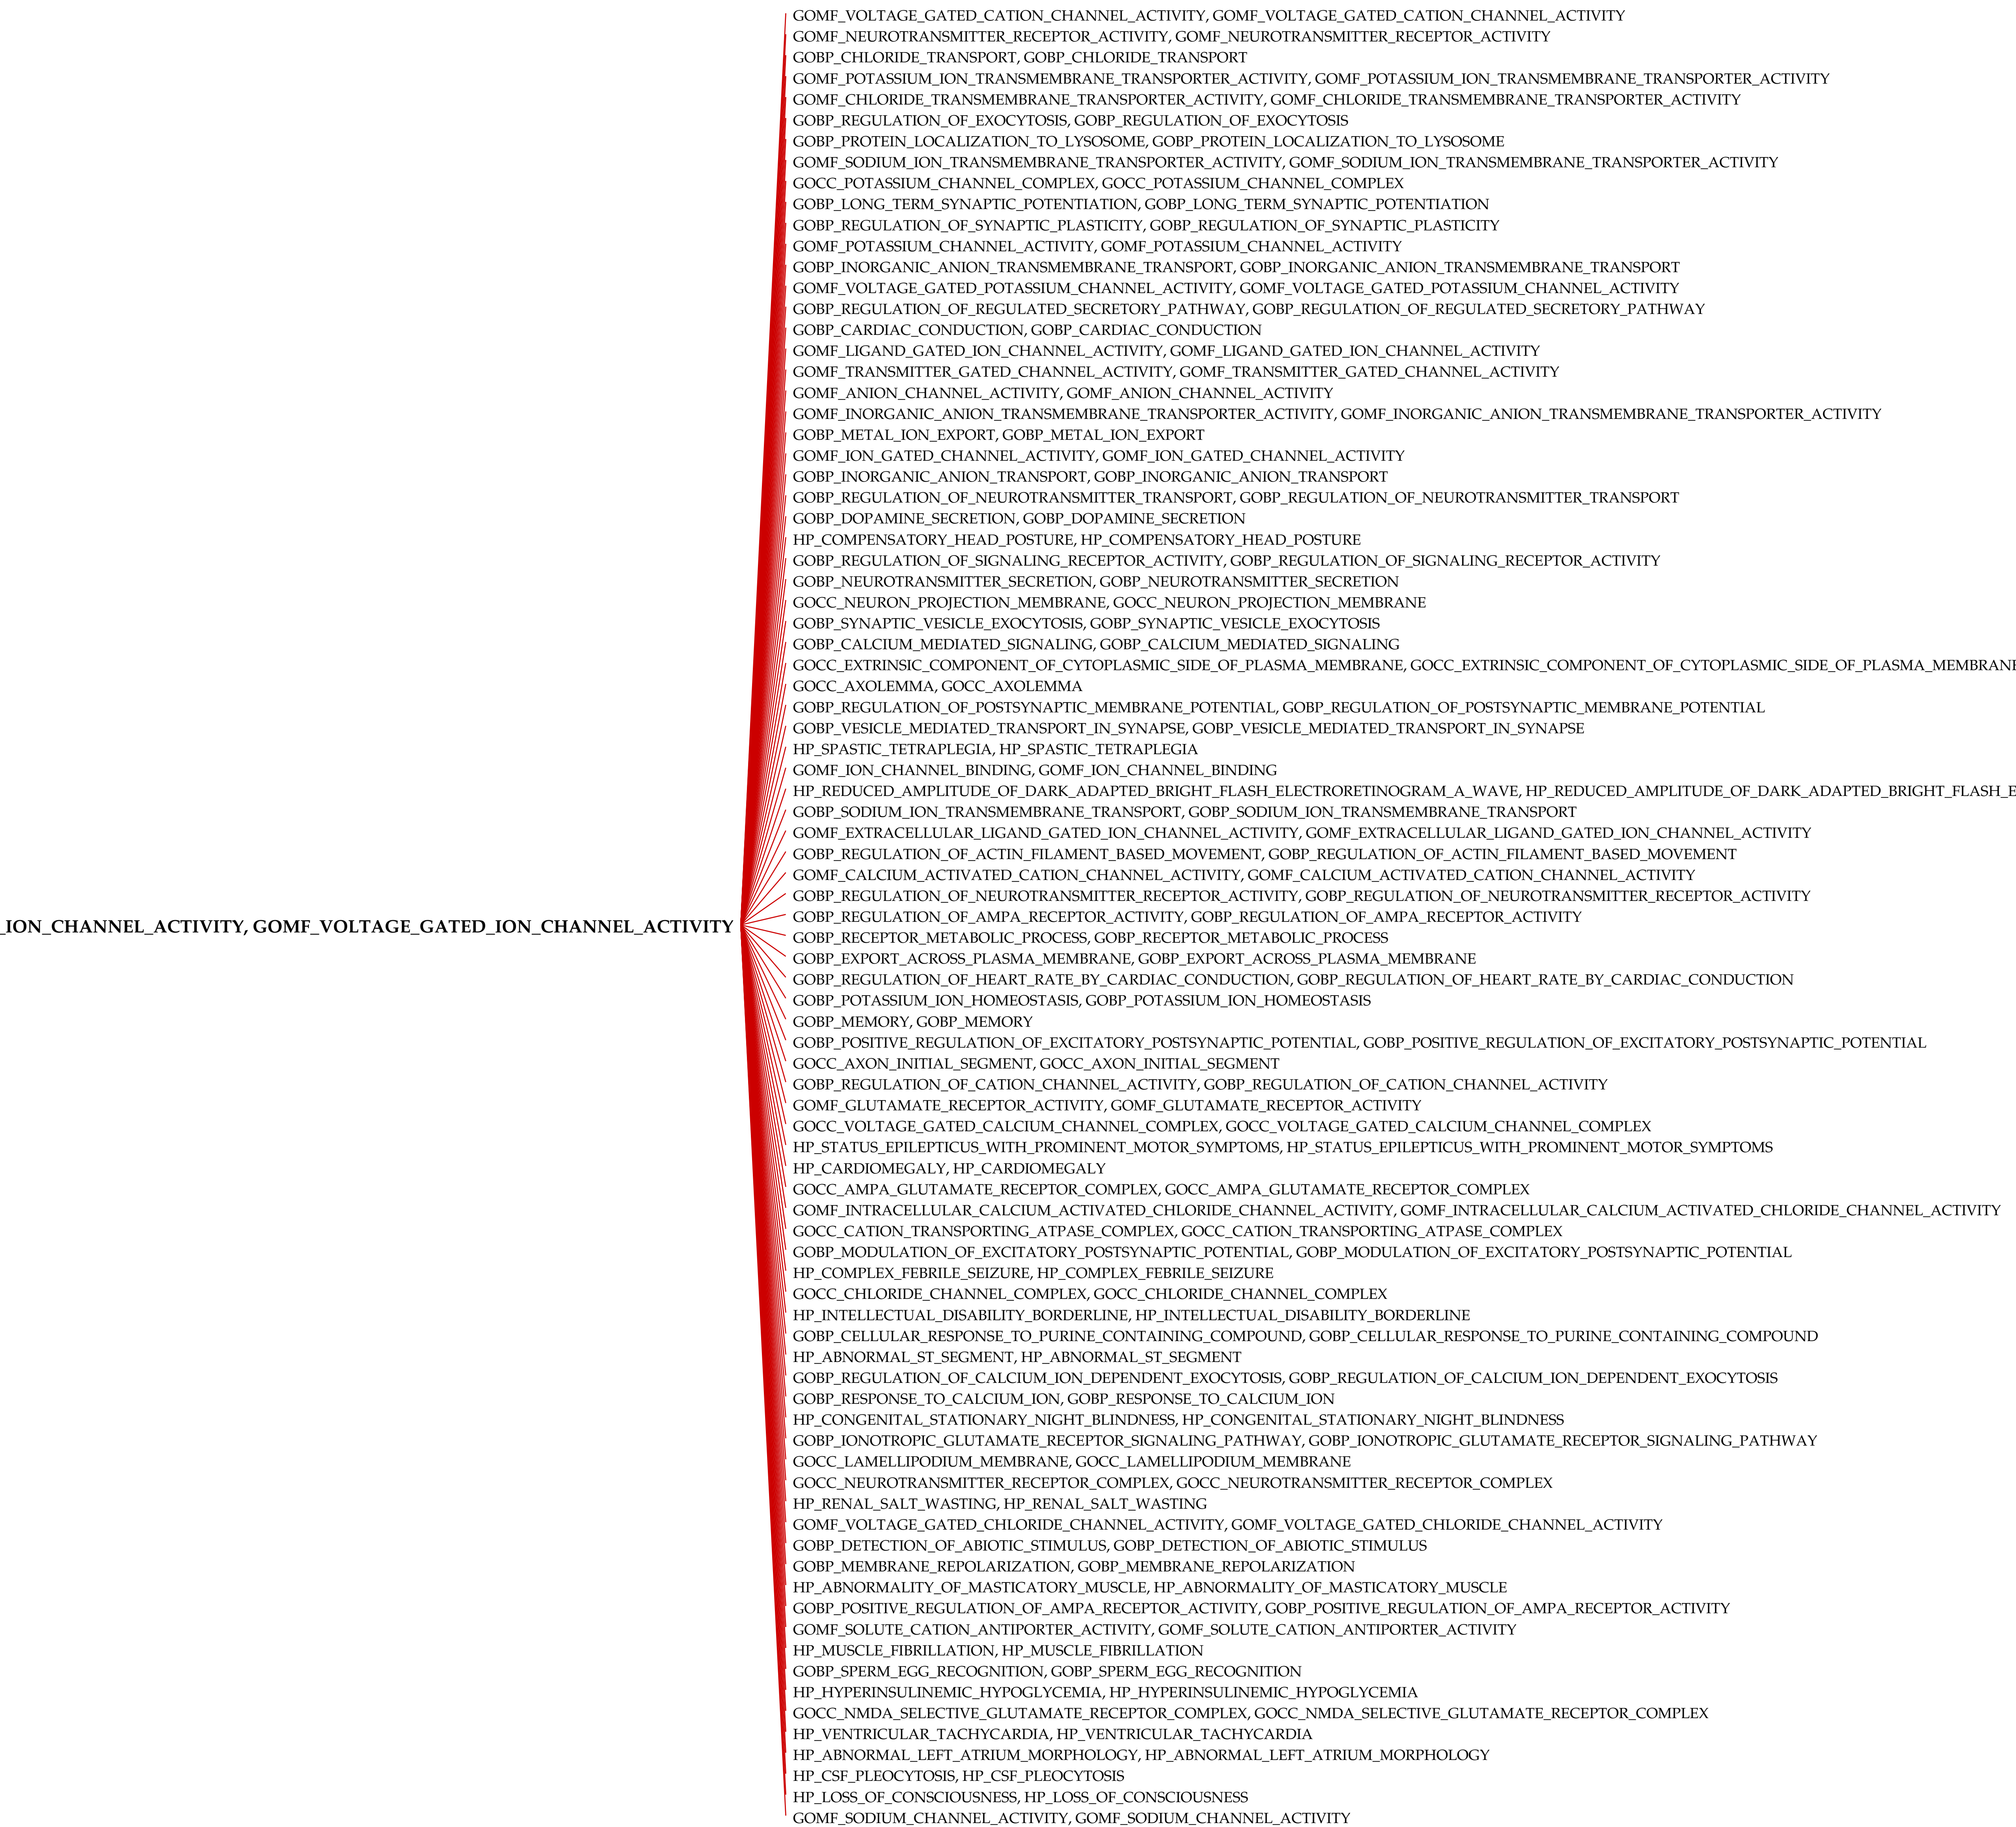 GOMF_VOLTAGE_GATED_CATION_CHANNEL_ACTIVITY, GOMF_VOLTAGE_GATED_CATION_CHANNEL_ACTIVITY
GOMF_NEUROTRANSMITTER_RECEPTOR_ACTIVITY, GOMF_NEUROTRANSMITTER_RECEPTOR_ACTIVITY
GOBP_CHLORIDE_TRANSPORT, GOBP_CHLORIDE_TRANSPORT
GOMF_POTASSIUM_ION_TRANSMEMBRANE_TRANSPORTER_ACTIVITY, GOMF_POTASSIUM_ION_TRANSMEMBRANE_TRANSPORTER_ACTIVITY
GOMF_CHLORIDE_TRANSMEMBRANE_TRANSPORTER_ACTIVITY, GOMF_CHLORIDE_TRANSMEMBRANE_TRANSPORTER_ACTIVITY
GOBP_REGULATION_OF_EXOCYTOSIS, GOBP_REGULATION_OF_EXOCYTOSIS
GOBP_PROTEIN_LOCALIZATION_TO_LYSOSOME, GOBP_PROTEIN_LOCALIZATION_TO_LYSOSOME
GOMF_SODIUM_ION_TRANSMEMBRANE_TRANSPORTER_ACTIVITY, GOMF_SODIUM_ION_TRANSMEMBRANE_TRANSPORTER_ACTIVITY
GOCC_POTASSIUM_CHANNEL_COMPLEX, GOCC_POTASSIUM_CHANNEL_COMPLEX
GOBP_LONG_TERM_SYNAPTIC_POTENTIATION, GOBP_LONG_TERM_SYNAPTIC_POTENTIATION
GOBP_REGULATION_OF_SYNAPTIC_PLASTICITY, GOBP_REGULATION_OF_SYNAPTIC_PLASTICITY
GOMF_POTASSIUM_CHANNEL_ACTIVITY, GOMF_POTASSIUM_CHANNEL_ACTIVITY
GOBP_INORGANIC_ANION_TRANSMEMBRANE_TRANSPORT, GOBP_INORGANIC_ANION_TRANSMEMBRANE_TRANSPORT
GOMF_VOLTAGE_GATED_POTASSIUM_CHANNEL_ACTIVITY, GOMF_VOLTAGE_GATED_POTASSIUM_CHANNEL_ACTIVITY
GOBP_REGULATION_OF_REGULATED_SECRETORY_PATHWAY, GOBP_REGULATION_OF_REGULATED_SECRETORY_PATHWAY
GOBP_CARDIAC_CONDUCTION, GOBP_CARDIAC_CONDUCTION
GOMF_LIGAND_GATED_ION_CHANNEL_ACTIVITY, GOMF_LIGAND_GATED_ION_CHANNEL_ACTIVITY
GOMF_TRANSMITTER_GATED_CHANNEL_ACTIVITY, GOMF_TRANSMITTER_GATED_CHANNEL_ACTIVITY
GOMF_ANION_CHANNEL_ACTIVITY, GOMF_ANION_CHANNEL_ACTIVITY
GOMF_INORGANIC_ANION_TRANSMEMBRANE_TRANSPORTER_ACTIVITY, GOMF_INORGANIC_ANION_TRANSMEMBRANE_TRANSPORTER_ACTIVITY
GOBP_METAL_ION_EXPORT, GOBP_METAL_ION_EXPORT
GOMF_ION_GATED_CHANNEL_ACTIVITY, GOMF_ION_GATED_CHANNEL_ACTIVITY
GOBP_INORGANIC_ANION_TRANSPORT, GOBP_INORGANIC_ANION_TRANSPORT
GOBP_REGULATION_OF_NEUROTRANSMITTER_TRANSPORT, GOBP_REGULATION_OF_NEUROTRANSMITTER_TRANSPORT
GOBP_DOPAMINE_SECRETION, GOBP_DOPAMINE_SECRETION
HP_COMPENSATORY_HEAD_POSTURE, HP_COMPENSATORY_HEAD_POSTURE
GOBP_REGULATION_OF_SIGNALING_RECEPTOR_ACTIVITY, GOBP_REGULATION_OF_SIGNALING_RECEPTOR_ACTIVITY
GOBP_NEUROTRANSMITTER_SECRETION, GOBP_NEUROTRANSMITTER_SECRETION
GOCC_NEURON_PROJECTION_MEMBRANE, GOCC_NEURON_PROJECTION_MEMBRANE
GOBP_SYNAPTIC_VESICLE_EXOCYTOSIS, GOBP_SYNAPTIC_VESICLE_EXOCYTOSIS
GOBP_CALCIUM_MEDIATED_SIGNALING, GOBP_CALCIUM_MEDIATED_SIGNALING
GOCC_EXTRINSIC_COMPONENT_OF_CYTOPLASMIC_SIDE_OF_PLASMA_MEMBRANE, GOCC_EXTRINSIC_COMPONENT_OF_CYTOPLASMIC_SIDE_OF_PLASMA_MEMBRANE
GOCC_AXOLEMMA, GOCC_AXOLEMMA
GOBP_REGULATION_OF_POSTSYNAPTIC_MEMBRANE_POTENTIAL, GOBP_REGULATION_OF_POSTSYNAPTIC_MEMBRANE_POTENTIAL
GOBP_VESICLE_MEDIATED_TRANSPORT_IN_SYNAPSE, GOBP_VESICLE_MEDIATED_TRANSPORT_IN_SYNAPSE
HP_SPASTIC_TETRAPLEGIA, HP_SPASTIC_TETRAPLEGIA
GOMF_ION_CHANNEL_BINDING, GOMF_ION_CHANNEL_BINDING
HP_REDUCED_AMPLITUDE_OF_DARK_ADAPTED_BRIGHT_FLASH_ELECTRORETINOGRAM_A_WAVE, HP_REDUCED_AMPLITUDE_OF_DARK_ADAPTED_BRIGHT_FLASH_E
GOBP_SODIUM_ION_TRANSMEMBRANE_TRANSPORT, GOBP_SODIUM_ION_TRANSMEMBRANE_TRANSPORT
GOMF_EXTRACELLULAR_LIGAND_GATED_ION_CHANNEL_ACTIVITY, GOMF_EXTRACELLULAR_LIGAND_GATED_ION_CHANNEL_ACTIVITY
GOBP_REGULATION_OF_ACTIN_FILAMENT_BASED_MOVEMENT, GOBP_REGULATION_OF_ACTIN_FILAMENT_BASED_MOVEMENT
GOMF_CALCIUM_ACTIVATED_CATION_CHANNEL_ACTIVITY, GOMF_CALCIUM_ACTIVATED_CATION_CHANNEL_ACTIVITY
GOBP_REGULATION_OF_NEUROTRANSMITTER_RECEPTOR_ACTIVITY, GOBP_REGULATION_OF_NEUROTRANSMITTER_RECEPTOR_ACTIVITY
GOBP_REGULATION_OF_AMPA_RECEPTOR_ACTIVITY, GOBP_REGULATION_OF_AMPA_RECEPTOR_ACTIVITY
_ION_CHANNEL_ACTIVITY, GOMF_VOLTAGE_GATED_ION_CHANNEL_ACTIVITY
GOBP_RECEPTOR_METABOLIC_PROCESS, GOBP_RECEPTOR_METABOLIC_PROCESS
GOBP_EXPORT_ACROSS_PLASMA_MEMBRANE, GOBP_EXPORT_ACROSS_PLASMA_MEMBRANE
GOBP_REGULATION_OF_HEART_RATE_BY_CARDIAC_CONDUCTION, GOBP_REGULATION_OF_HEART_RATE_BY_CARDIAC_CONDUCTION
GOBP_POTASSIUM_ION_HOMEOSTASIS, GOBP_POTASSIUM_ION_HOMEOSTASIS
GOBP_MEMORY, GOBP_MEMORY
GOBP_POSITIVE_REGULATION_OF_EXCITATORY_POSTSYNAPTIC_POTENTIAL, GOBP_POSITIVE_REGULATION_OF_EXCITATORY_POSTSYNAPTIC_POTENTIAL
GOCC_AXON_INITIAL_SEGMENT, GOCC_AXON_INITIAL_SEGMENT
GOBP_REGULATION_OF_CATION_CHANNEL_ACTIVITY, GOBP_REGULATION_OF_CATION_CHANNEL_ACTIVITY
GOMF_GLUTAMATE_RECEPTOR_ACTIVITY, GOMF_GLUTAMATE_RECEPTOR_ACTIVITY
GOCC_VOLTAGE_GATED_CALCIUM_CHANNEL_COMPLEX, GOCC_VOLTAGE_GATED_CALCIUM_CHANNEL_COMPLEX
HP_STATUS_EPILEPTICUS_WITH_PROMINENT_MOTOR_SYMPTOMS, HP_STATUS_EPILEPTICUS_WITH_PROMINENT_MOTOR_SYMPTOMS
HP_CARDIOMEGALY, HP_CARDIOMEGALY
GOCC_AMPA_GLUTAMATE_RECEPTOR_COMPLEX, GOCC_AMPA_GLUTAMATE_RECEPTOR_COMPLEX
GOMF_INTRACELLULAR_CALCIUM_ACTIVATED_CHLORIDE_CHANNEL_ACTIVITY, GOMF_INTRACELLULAR_CALCIUM_ACTIVATED_CHLORIDE_CHANNEL_ACTIVITY
GOCC_CATION_TRANSPORTING_ATPASE_COMPLEX, GOCC_CATION_TRANSPORTING_ATPASE_COMPLEX
GOBP_MODULATION_OF_EXCITATORY_POSTSYNAPTIC_POTENTIAL, GOBP_MODULATION_OF_EXCITATORY_POSTSYNAPTIC_POTENTIAL
HP_COMPLEX_FEBRILE_SEIZURE, HP_COMPLEX_FEBRILE_SEIZURE
GOCC_CHLORIDE_CHANNEL_COMPLEX, GOCC_CHLORIDE_CHANNEL_COMPLEX
HP_INTELLECTUAL_DISABILITY_BORDERLINE, HP_INTELLECTUAL_DISABILITY_BORDERLINE
GOBP_CELLULAR_RESPONSE_TO_PURINE_CONTAINING_COMPOUND, GOBP_CELLULAR_RESPONSE_TO_PURINE_CONTAINING_COMPOUND
HP_ABNORMAL_ST_SEGMENT, HP_ABNORMAL_ST_SEGMENT
GOBP_REGULATION_OF_CALCIUM_ION_DEPENDENT_EXOCYTOSIS, GOBP_REGULATION_OF_CALCIUM_ION_DEPENDENT_EXOCYTOSIS
GOBP_RESPONSE_TO_CALCIUM_ION, GOBP_RESPONSE_TO_CALCIUM_ION
HP_CONGENITAL_STATIONARY_NIGHT_BLINDNESS, HP_CONGENITAL_STATIONARY_NIGHT_BLINDNESS
GOBP_IONOTROPIC_GLUTAMATE_RECEPTOR_SIGNALING_PATHWAY, GOBP_IONOTROPIC_GLUTAMATE_RECEPTOR_SIGNALING_PATHWAY
GOCC_LAMELLIPODIUM_MEMBRANE, GOCC_LAMELLIPODIUM_MEMBRANE
GOCC_NEUROTRANSMITTER_RECEPTOR_COMPLEX, GOCC_NEUROTRANSMITTER_RECEPTOR_COMPLEX
HP_RENAL_SALT_WASTING, HP_RENAL_SALT_WASTING
GOMF_VOLTAGE_GATED_CHLORIDE_CHANNEL_ACTIVITY, GOMF_VOLTAGE_GATED_CHLORIDE_CHANNEL_ACTIVITY
GOBP_DETECTION_OF_ABIOTIC_STIMULUS, GOBP_DETECTION_OF_ABIOTIC_STIMULUS
GOBP_MEMBRANE_REPOLARIZATION, GOBP_MEMBRANE_REPOLARIZATION
HP_ABNORMALITY_OF_MASTICATORY_MUSCLE, HP_ABNORMALITY_OF_MASTICATORY_MUSCLE
GOBP_POSITIVE_REGULATION_OF_AMPA_RECEPTOR_ACTIVITY, GOBP_POSITIVE_REGULATION_OF_AMPA_RECEPTOR_ACTIVITY
GOMF_SOLUTE_CATION_ANTIPORTER_ACTIVITY, GOMF_SOLUTE_CATION_ANTIPORTER_ACTIVITY
HP_MUSCLE_FIBRILLATION, HP_MUSCLE_FIBRILLATION
GOBP_SPERM_EGG_RECOGNITION, GOBP_SPERM_EGG_RECOGNITION
HP_HYPERINSULINEMIC_HYPOGLYCEMIA, HP_HYPERINSULINEMIC_HYPOGLYCEMIA
GOCC_NMDA_SELECTIVE_GLUTAMATE_RECEPTOR_COMPLEX, GOCC_NMDA_SELECTIVE_GLUTAMATE_RECEPTOR_COMPLEX
HP_VENTRICULAR_TACHYCARDIA, HP_VENTRICULAR_TACHYCARDIA
HP_ABNORMAL_LEFT_ATRIUM_MORPHOLOGY, HP_ABNORMAL_LEFT_ATRIUM_MORPHOLOGY
HP_CSF_PLEOCYTOSIS, HP_CSF_PLEOCYTOSIS
HP_LOSS_OF_CONSCIOUSNESS, HP_LOSS_OF_CONSCIOUSNESS
GOMF_SODIUM_CHANNEL_ACTIVITY, GOMF_SODIUM_CHANNEL_ACTIVITY